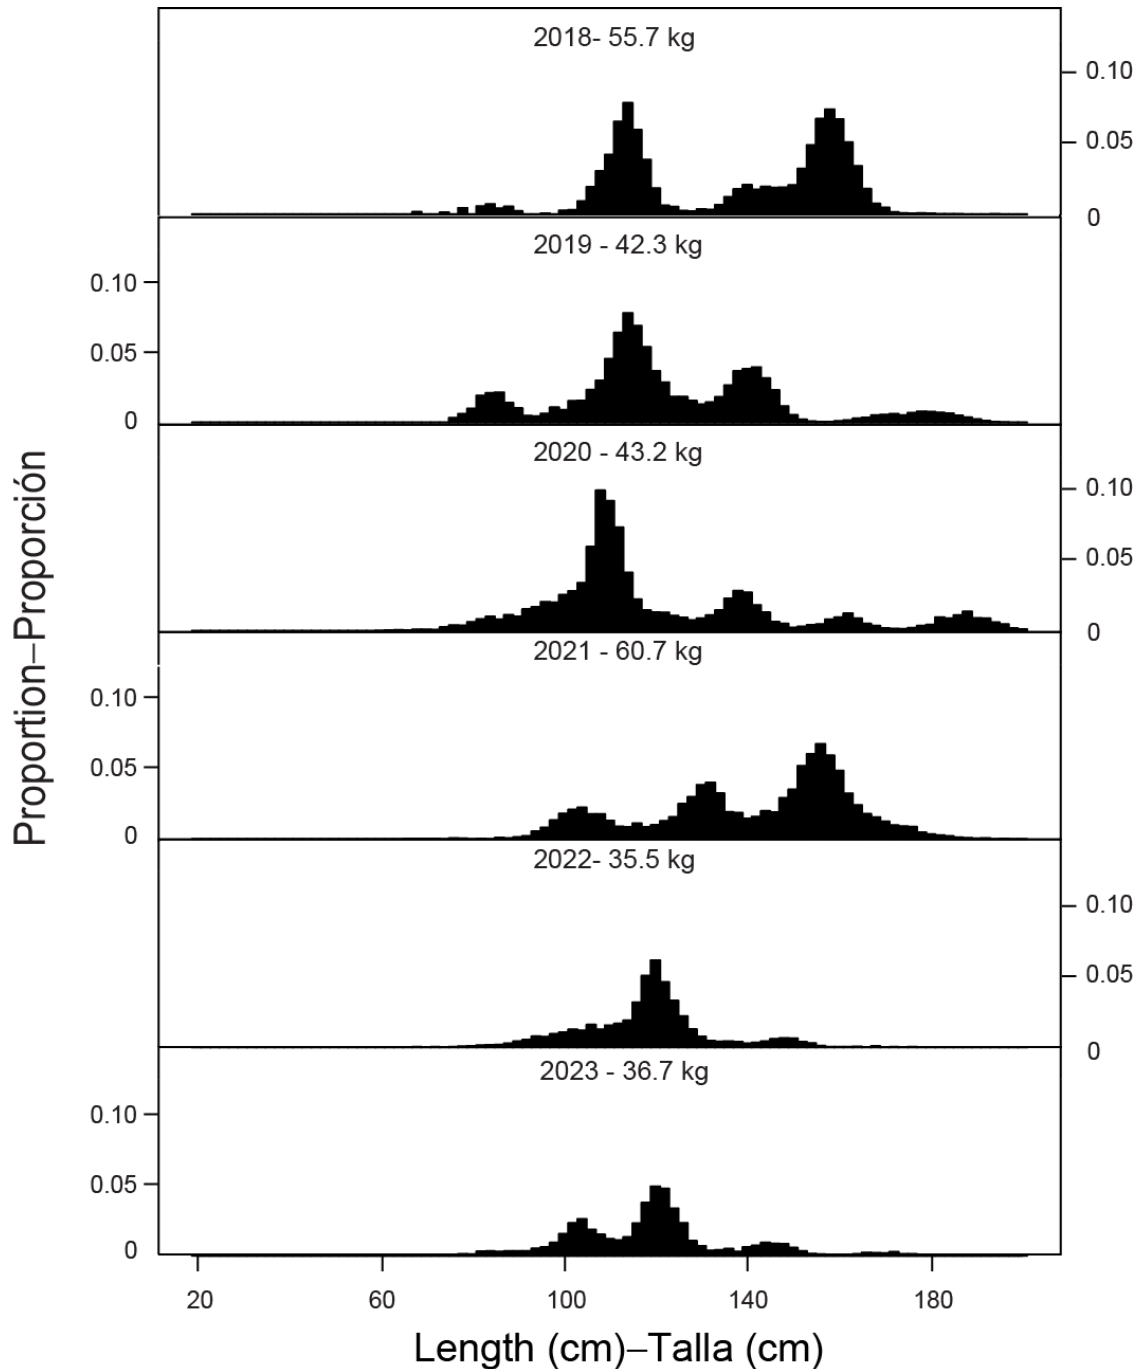 2018- 55.7 kg
0.10
0.05
0
2019 - 42.3 kg
0.10
0.05
0
2020 - 43.2 kg
0.10
0.05
0
2021 - 60.7 kg
0.10
0.05
0
2022- 35.5 kg
0.10
0.05
0
2023 - 36.7 kg
0.10
0.05
0
Proportion–Proporción
20 60 100 140 180
Length (cm)–Talla (cm)